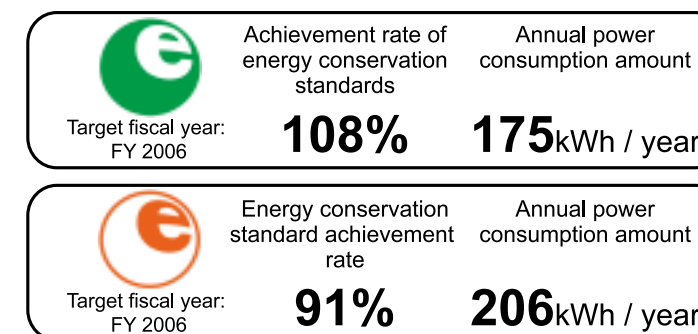 e
Target fiscal year:
FY 2006
Achievement rate of
energy conservation
standards
108%
Annual power
consumption amount
175kWh / year
e
Target fiscal year:
FY 2006
Energy conservation
standard achievement
rate
91%
Annual power
consumption amount
206kWh / year